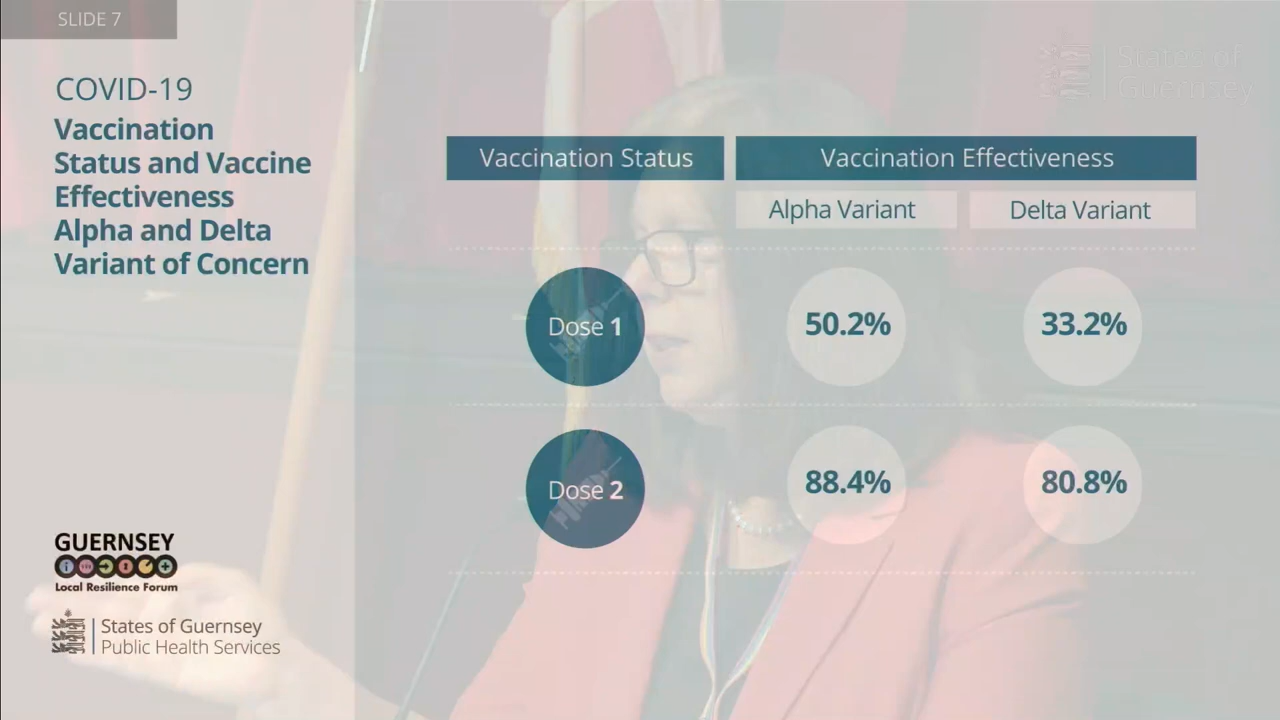 SLIDE 7
COVID-19
Vaccination
Status and Vaccine
Effectiveness
Alpha and Delta
Variant of Concern
States of
Guernsey
Vaccination Status
Vaccination Effectiveness
Alpha Variant
Delta Variant
Dose 1
50.2%
33.2%
Dose 2
88.4%
80.8%
GUERNSEY
Local Resilience Forum
States of Guernsey
Public Health Services